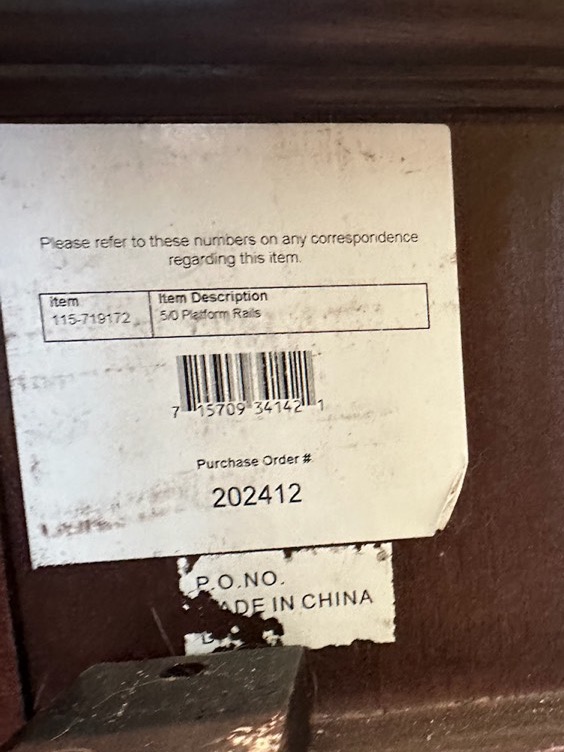 Please refer to these numbers on any correspondence
regarding this item.
Item Item Description
115-719172 5/0 Platform Rails
7 15709 34142 1
Purchase Order #
202412
P.O.NO.
ADE IN CHINA